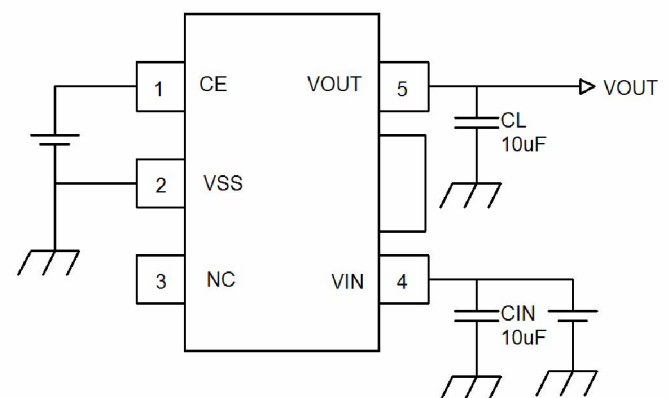 1 CE VOUT 5 VOUT
CL
10uF
2 VSS
3 NC VIN 4
CIN
10uF